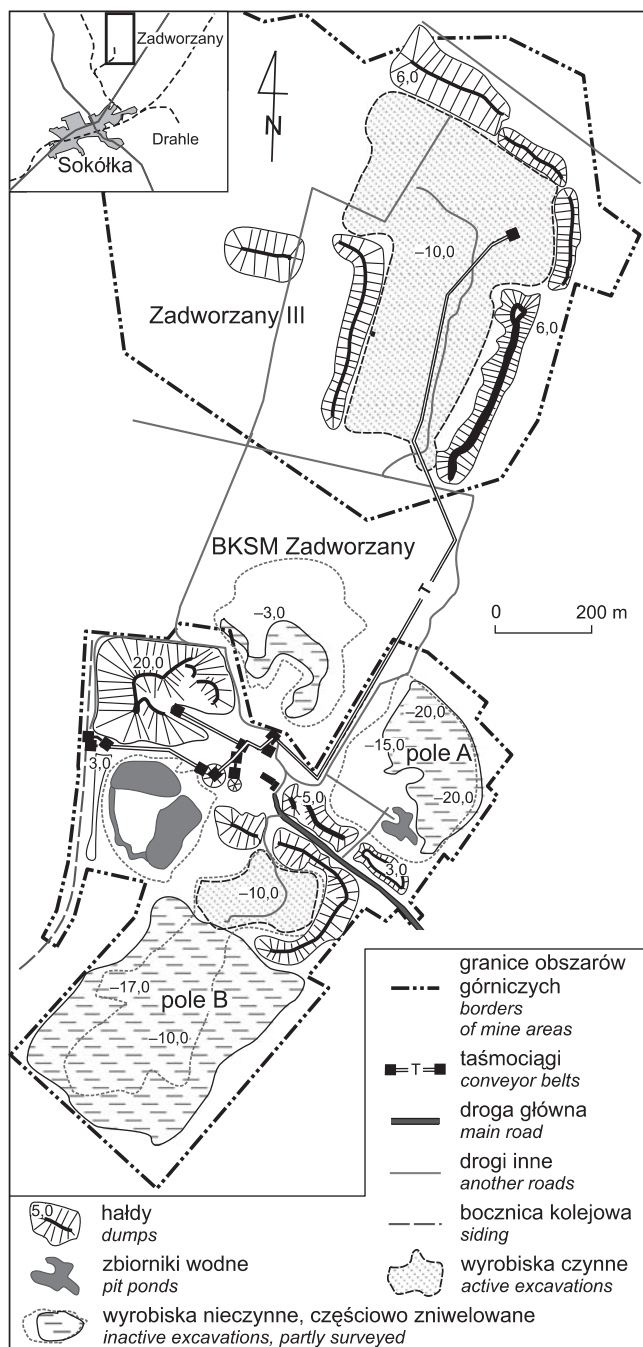 Zadworzany
Drahle
Sokółka
N
6,0
–10,0
6,0
Zadworzany III
BKSM Zadworzany
–3,0
T
0 200 m
20,0
–20,0
–15,0
pole A
–20,0
3,0
–5,0
3,0
–10,0
–17,0
pole B
–10,0
granice obszarów
górniczych
borders
of mine areas
T
taśmociągi
conveyor belts
droga główna
main road
drogi inne
another roads
bocznica kolejowa
siding
wyrobiska czynne
active excavations
5,0
hałdy
dumps
zbiorniki wodne
pit ponds
wyrobiska nieczynne, częściowo zniwelowane
inactive excavations, partly surveyed